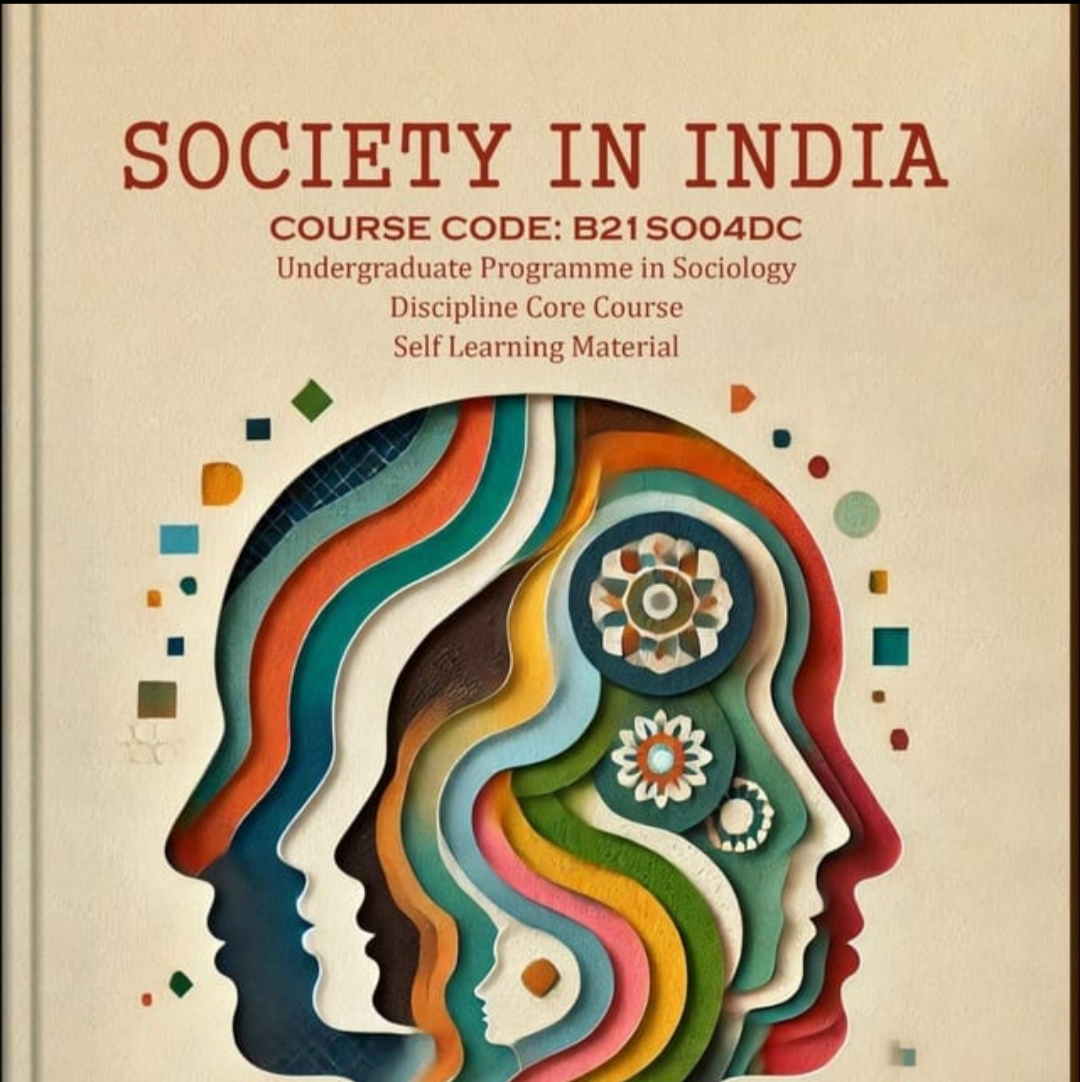 SOCIETY IN INDIA
COURSE CODE: B21SO04DC
Undergraduate Programme in Sociology
Discipline Core Course
Self Learning Material